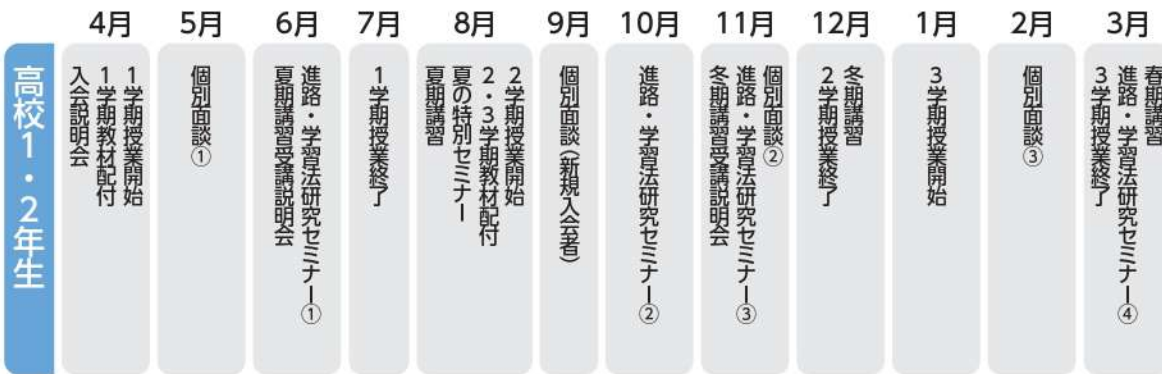 4月
5月
6月
7月
8月
9月
10月
11月
12月
1月
2月
3月
高校1・2年生
1学期授業開始
1学期教材配付
入会説明会
個別面談①
進路・学習法研究セミナー①
夏期講習受講説明会
1学期授業終了
2学期授業開始
2・3学期教材配付
夏の特別セミナー
夏期講習
個別面談(新規入会者)
進路・学習法研究セミナー②
個別面談②
進路・学習法研究セミナー③
冬期講習受講説明会
冬期講習
2学期授業終了
3学期授業開始
個別面談③
春期講習
進路・学習法研究セミナー④
3学期授業終了